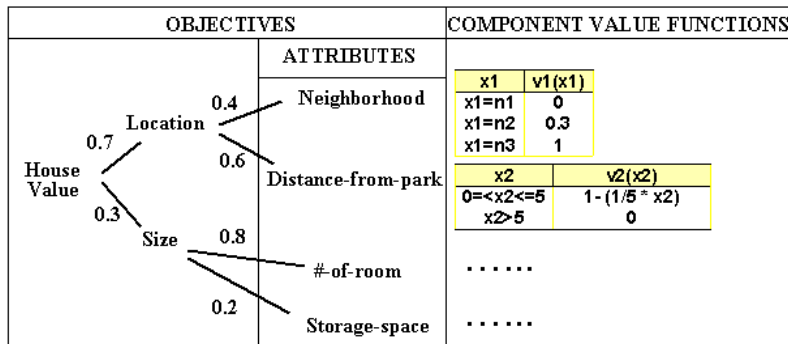 OBJECTIVES
COMPONENT VALUE FUNCTIONS
ATTRIBUTES
x1 v1(x1)
x1=n1 0
x1=n2 0.3
x1=n3 1
0.4
Neighborhood
Location
0.7
0.6
House
Value
Distance-from-park
x2 v2(x2)
0=<x2<=5 1 - (1/5 * x2)
x2>5 0
0.3
Size
0.8
#-of-room
......
0.2
Storage-space
......